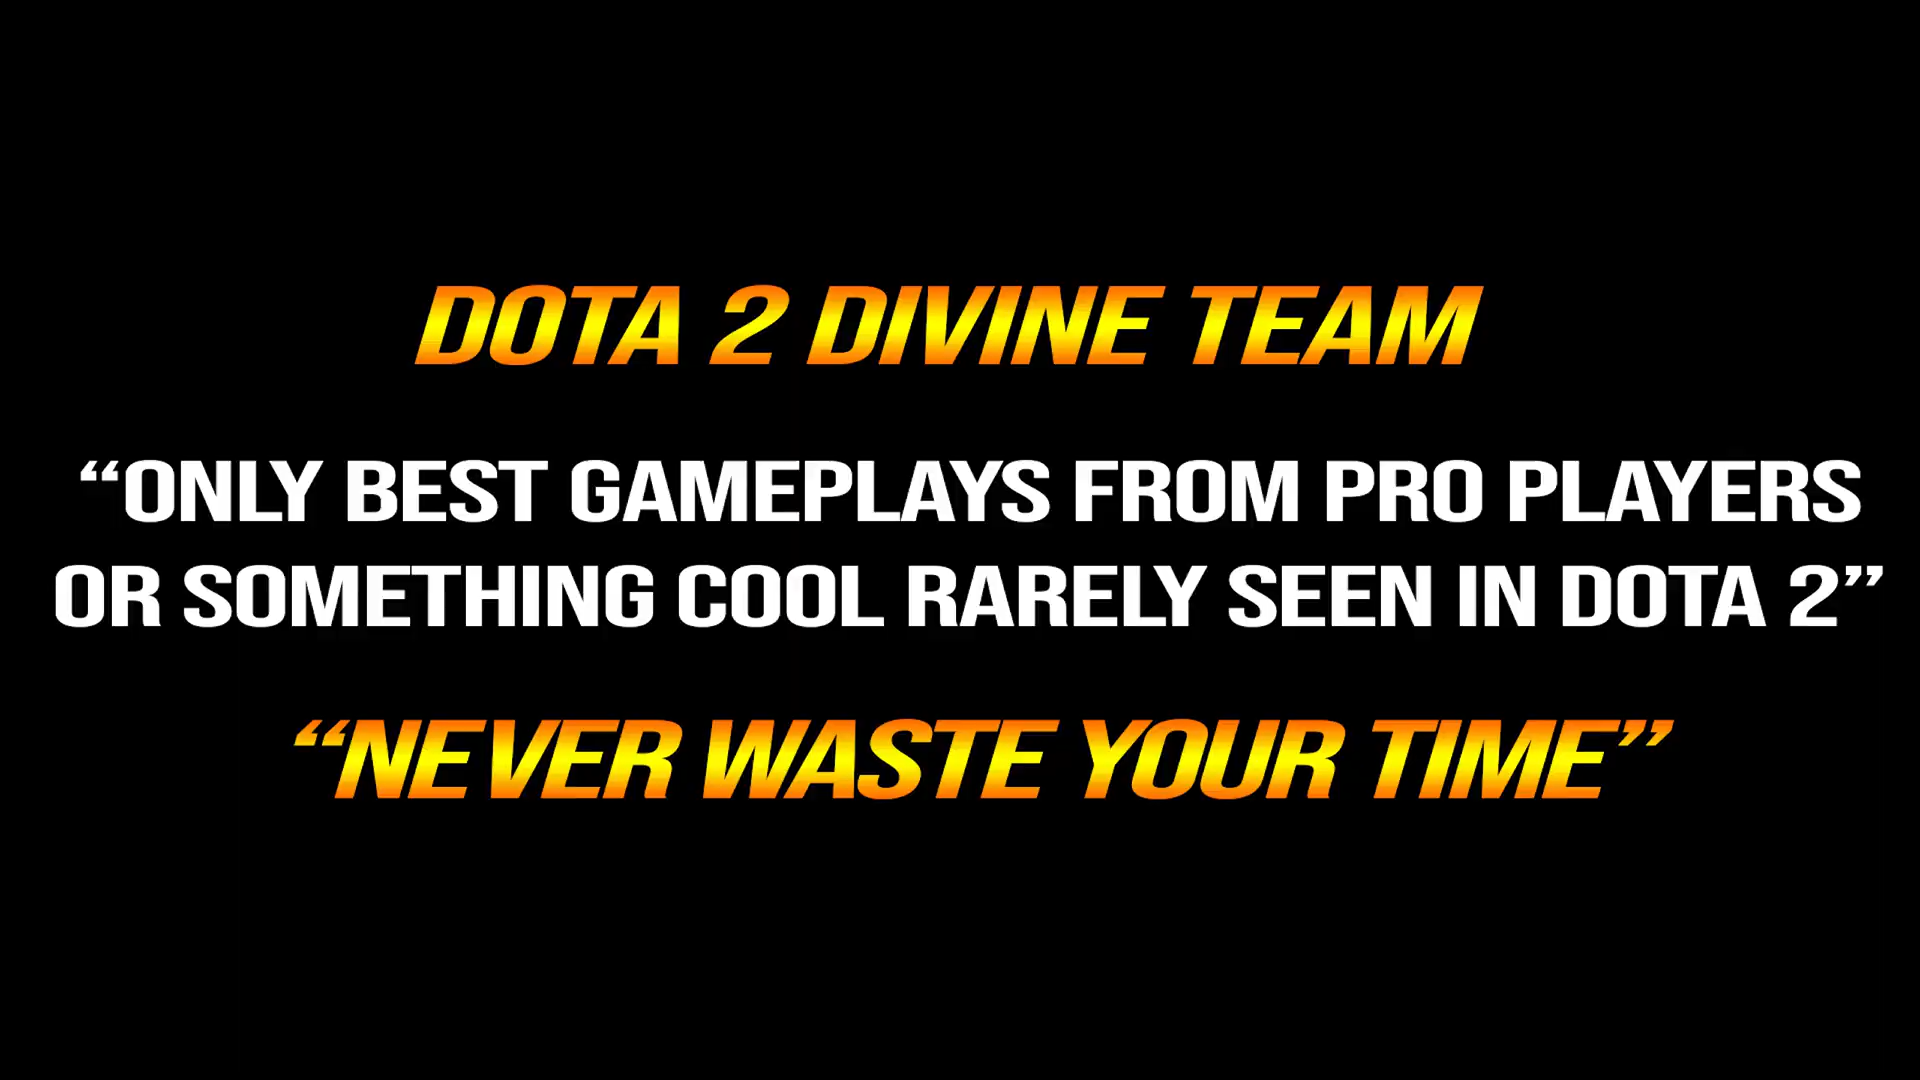 DOTA 2 DIVINE TEAM
“ONLY BEST GAMEPLAYS FROM PRO PLAYERS
OR SOMETHING COOL RARELY SEEN IN DOTA 2”
“NEVER WASTE YOUR TIME”